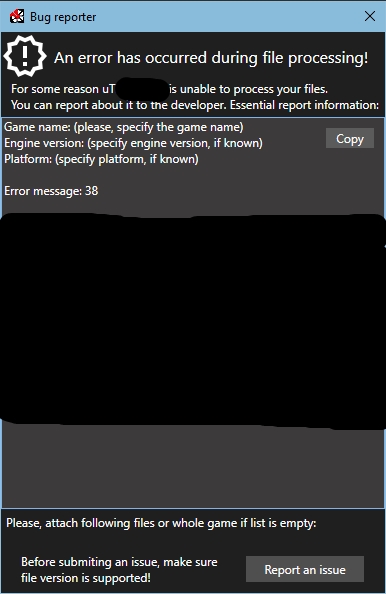 Bug reporter
An error has occurred during file processing!
For some reason uT is unable to process your files.
You can report about it to the developer. Essential report information:
Game name: (please, specify the game name)
Copy
Engine version: (specify engine version, if known)
Platform: (specify platform, if known)
Error message: 38
Please, attach following files or whole game if list is empty:
Before submiting an issue, make sure
file version is supported!
Report an issue